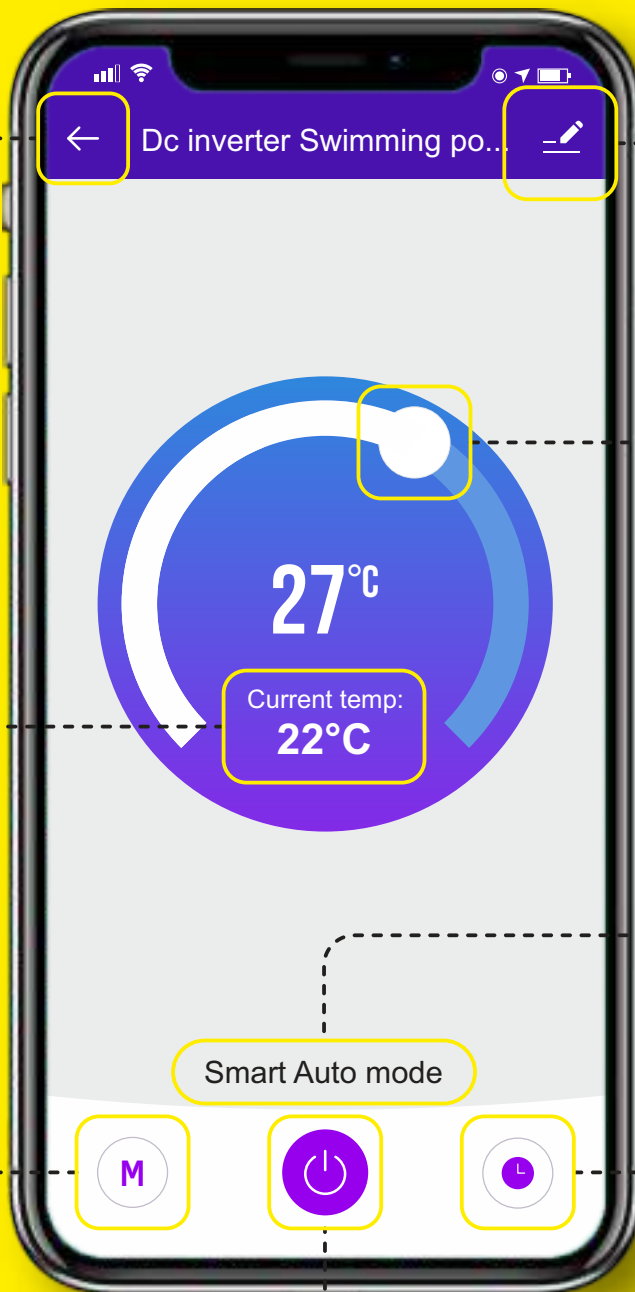 Dc inverter Swimming po...
27°C
Current temp:
22°C
Smart Auto mode
M